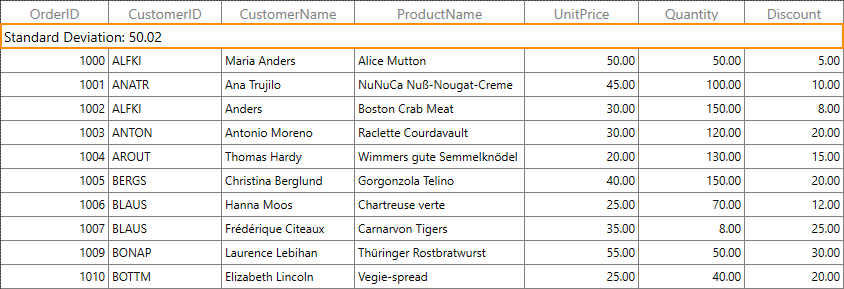 OrderID CustomerID CustomerName ProductName UnitPrice Quantity Discount
Standard Deviation: 50.02
1000 ALFKI Maria Anders Alice Mutton 50.00 50.00 5.00
1001 ANATR Ana Trujilo NuNuCa Nuß-Nougat-Creme 45.00 100.00 10.00
1002 ALFKI Anders Boston Crab Meat 30.00 150.00 8.00
1003 ANTON Antonio Moreno Raclette Courdavault 30.00 120.00 20.00
1004 AROUT Thomas Hardy Wimmers gute Semmelknödel 20.00 130.00 15.00
1005 BERGS Christina Berglund Gorgonzola Telino 40.00 150.00 20.00
1006 BLAUS Hanna Moos Chartreuse verte 25.00 70.00 12.00
1007 BLAUS Frédérique Citeaux Carnarvon Tigers 35.00 8.00 25.00
1009 BONAP Laurence Lebihan Thüringer Rostbratwurst 55.00 50.00 30.00
1010 BOTTM Elizabeth Lincoln Vegie-spread 25.00 40.00 20.00